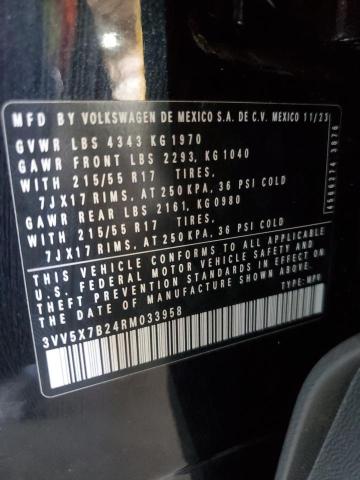 MFD BY VOLKSWAGEN DE MEXICO S.A. DE C.V. MEXICO 11/23
GVWR LBS 4343 KG 1970
GAWR FRONT LBS 2293, KG 1040
WITH 215/55 R17 TIRES,
7JX17 RIMS, AT 250 KPA, 36 PSI COLD
GAWR REAR LBS 2161, KG 0980
WITH 215/55 R17 TIRES,
7JX17 RIMS, AT 250 KPA, 36 PSI COLD
THIS VEHICLE CONFORMS TO ALL APPLICABLE
U.S. FEDERAL MOTOR VEHICLE SAFETY AND
THEFT PREVENTION STANDARDS IN EFFECT ON
THE DATE OF MANUFACTURE SHOWN ABOVE.
3VV5X7B24RM033958 TYPE: MPV